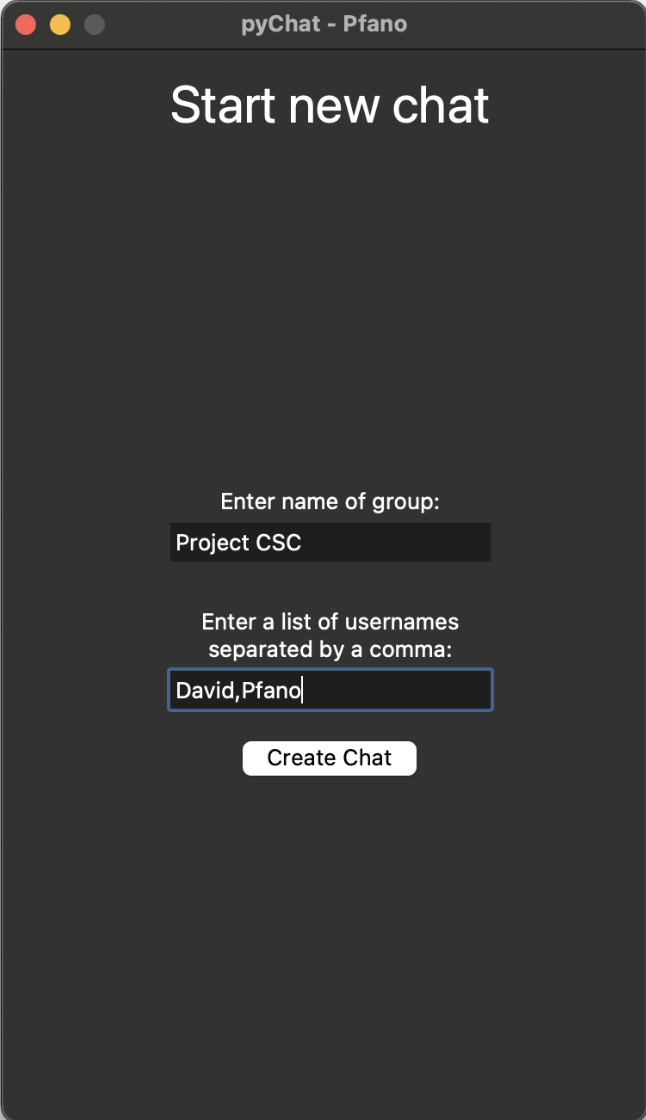 pyChat - Pfano
Start new chat
Enter name of group:
Project CSC
Enter a list of usernames
separated by a comma:
David,Pfano
Create Chat